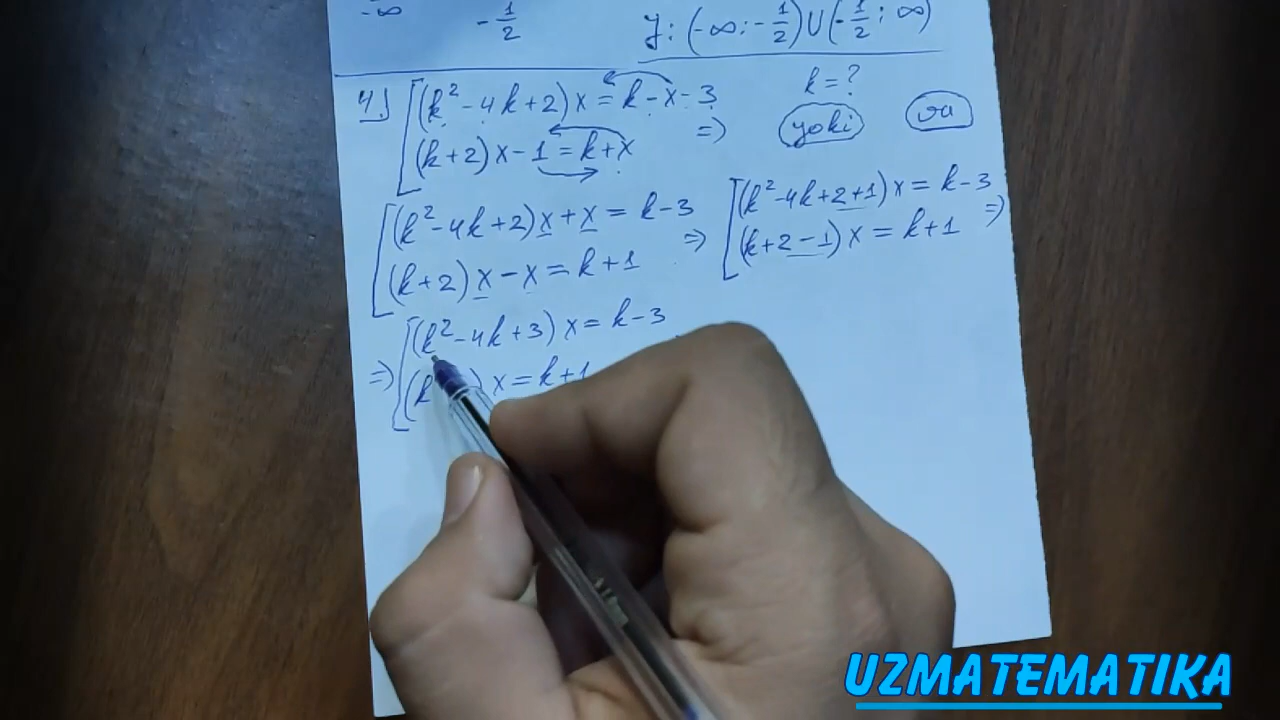 -∞ -1/2 J: (-∞; -1/2) ∪ (-1/2; ∞)
4.) [(k² - 4k + 2)x = k - x - 3 k = ?
(k + 2)x - 1 = k + x => yoki va
[(k² - 4k + 2)x + x = k - 3
(k + 2)x - x = k + 1 =>
[(k² - 4k + 2 + 1)x = k - 3
(k + 2 - 1)x = k + 1 =>
=> [(k² - 4k + 3)x = k - 3
(k )x = k + 1
UZMATEMATIKA